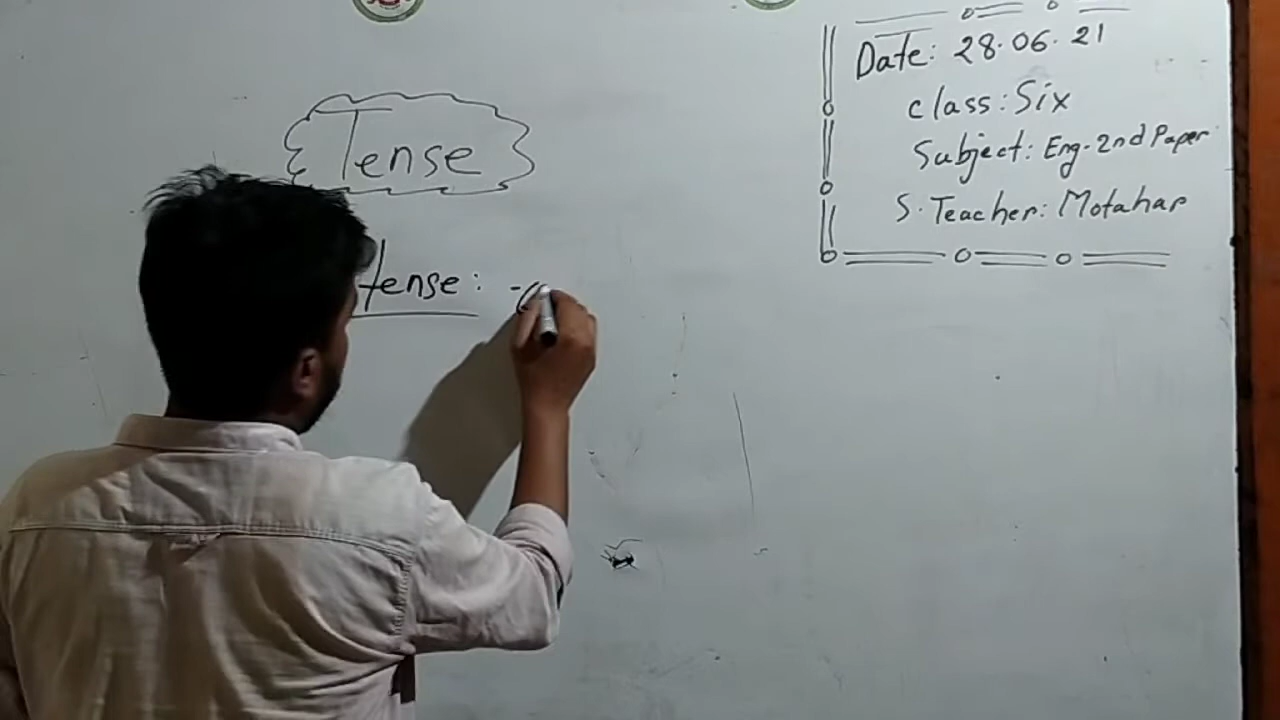 Tense
tense: -
Date: 28.06.21
class: Six
Subject: Eng. 2nd Paper
S. Teacher: Motahar